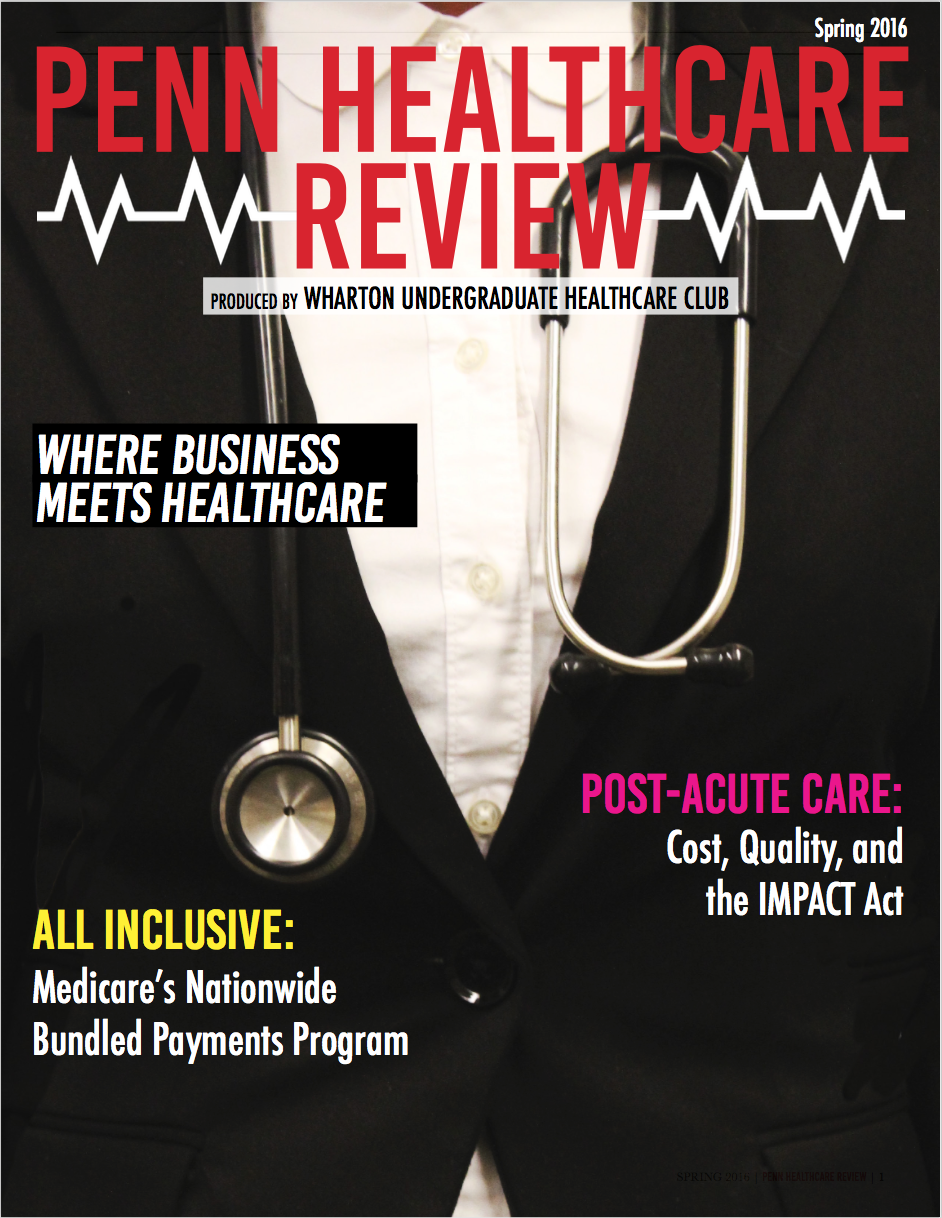 Spring 2016
PENN HEALTHCARE
REVIEW
PRODUCED BY WHARTON UNDERGRADUATE HEALTHCARE CLUB
WHERE BUSINESS
MEETS HEALTHCARE
POST-ACUTE CARE:
Cost, Quality, and
the IMPACT Act
ALL INCLUSIVE:
Medicare’s Nationwide
Bundled Payments Program
SPRING 2016 | PENN HEALTHCARE REVIEW | 1